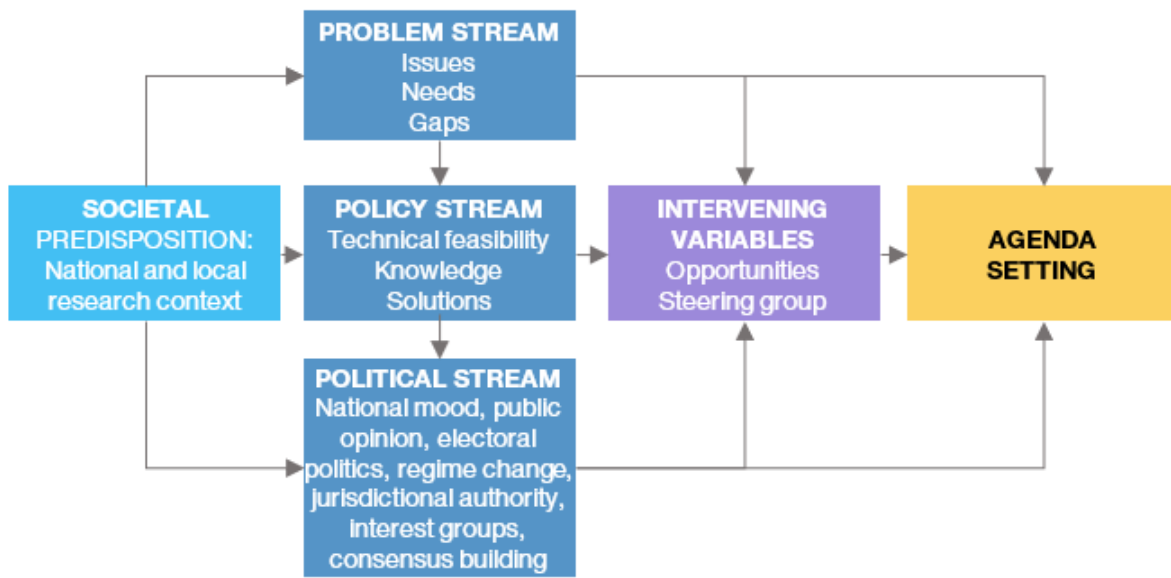 PROBLEM STREAM
Issues
Needs
Gaps
SOCIETAL
PREDISPOSITION:
National and local
research context
POLICY STREAM
Technical feasibility
Knowledge
Solutions
INTERVENING
VARIABLES
Opportunities
Steering group
AGENDA
SETTING
POLITICAL STREAM
National mood, public
opinion, electoral
politics, regime change,
jurisdictional authority,
interest groups,
consensus building